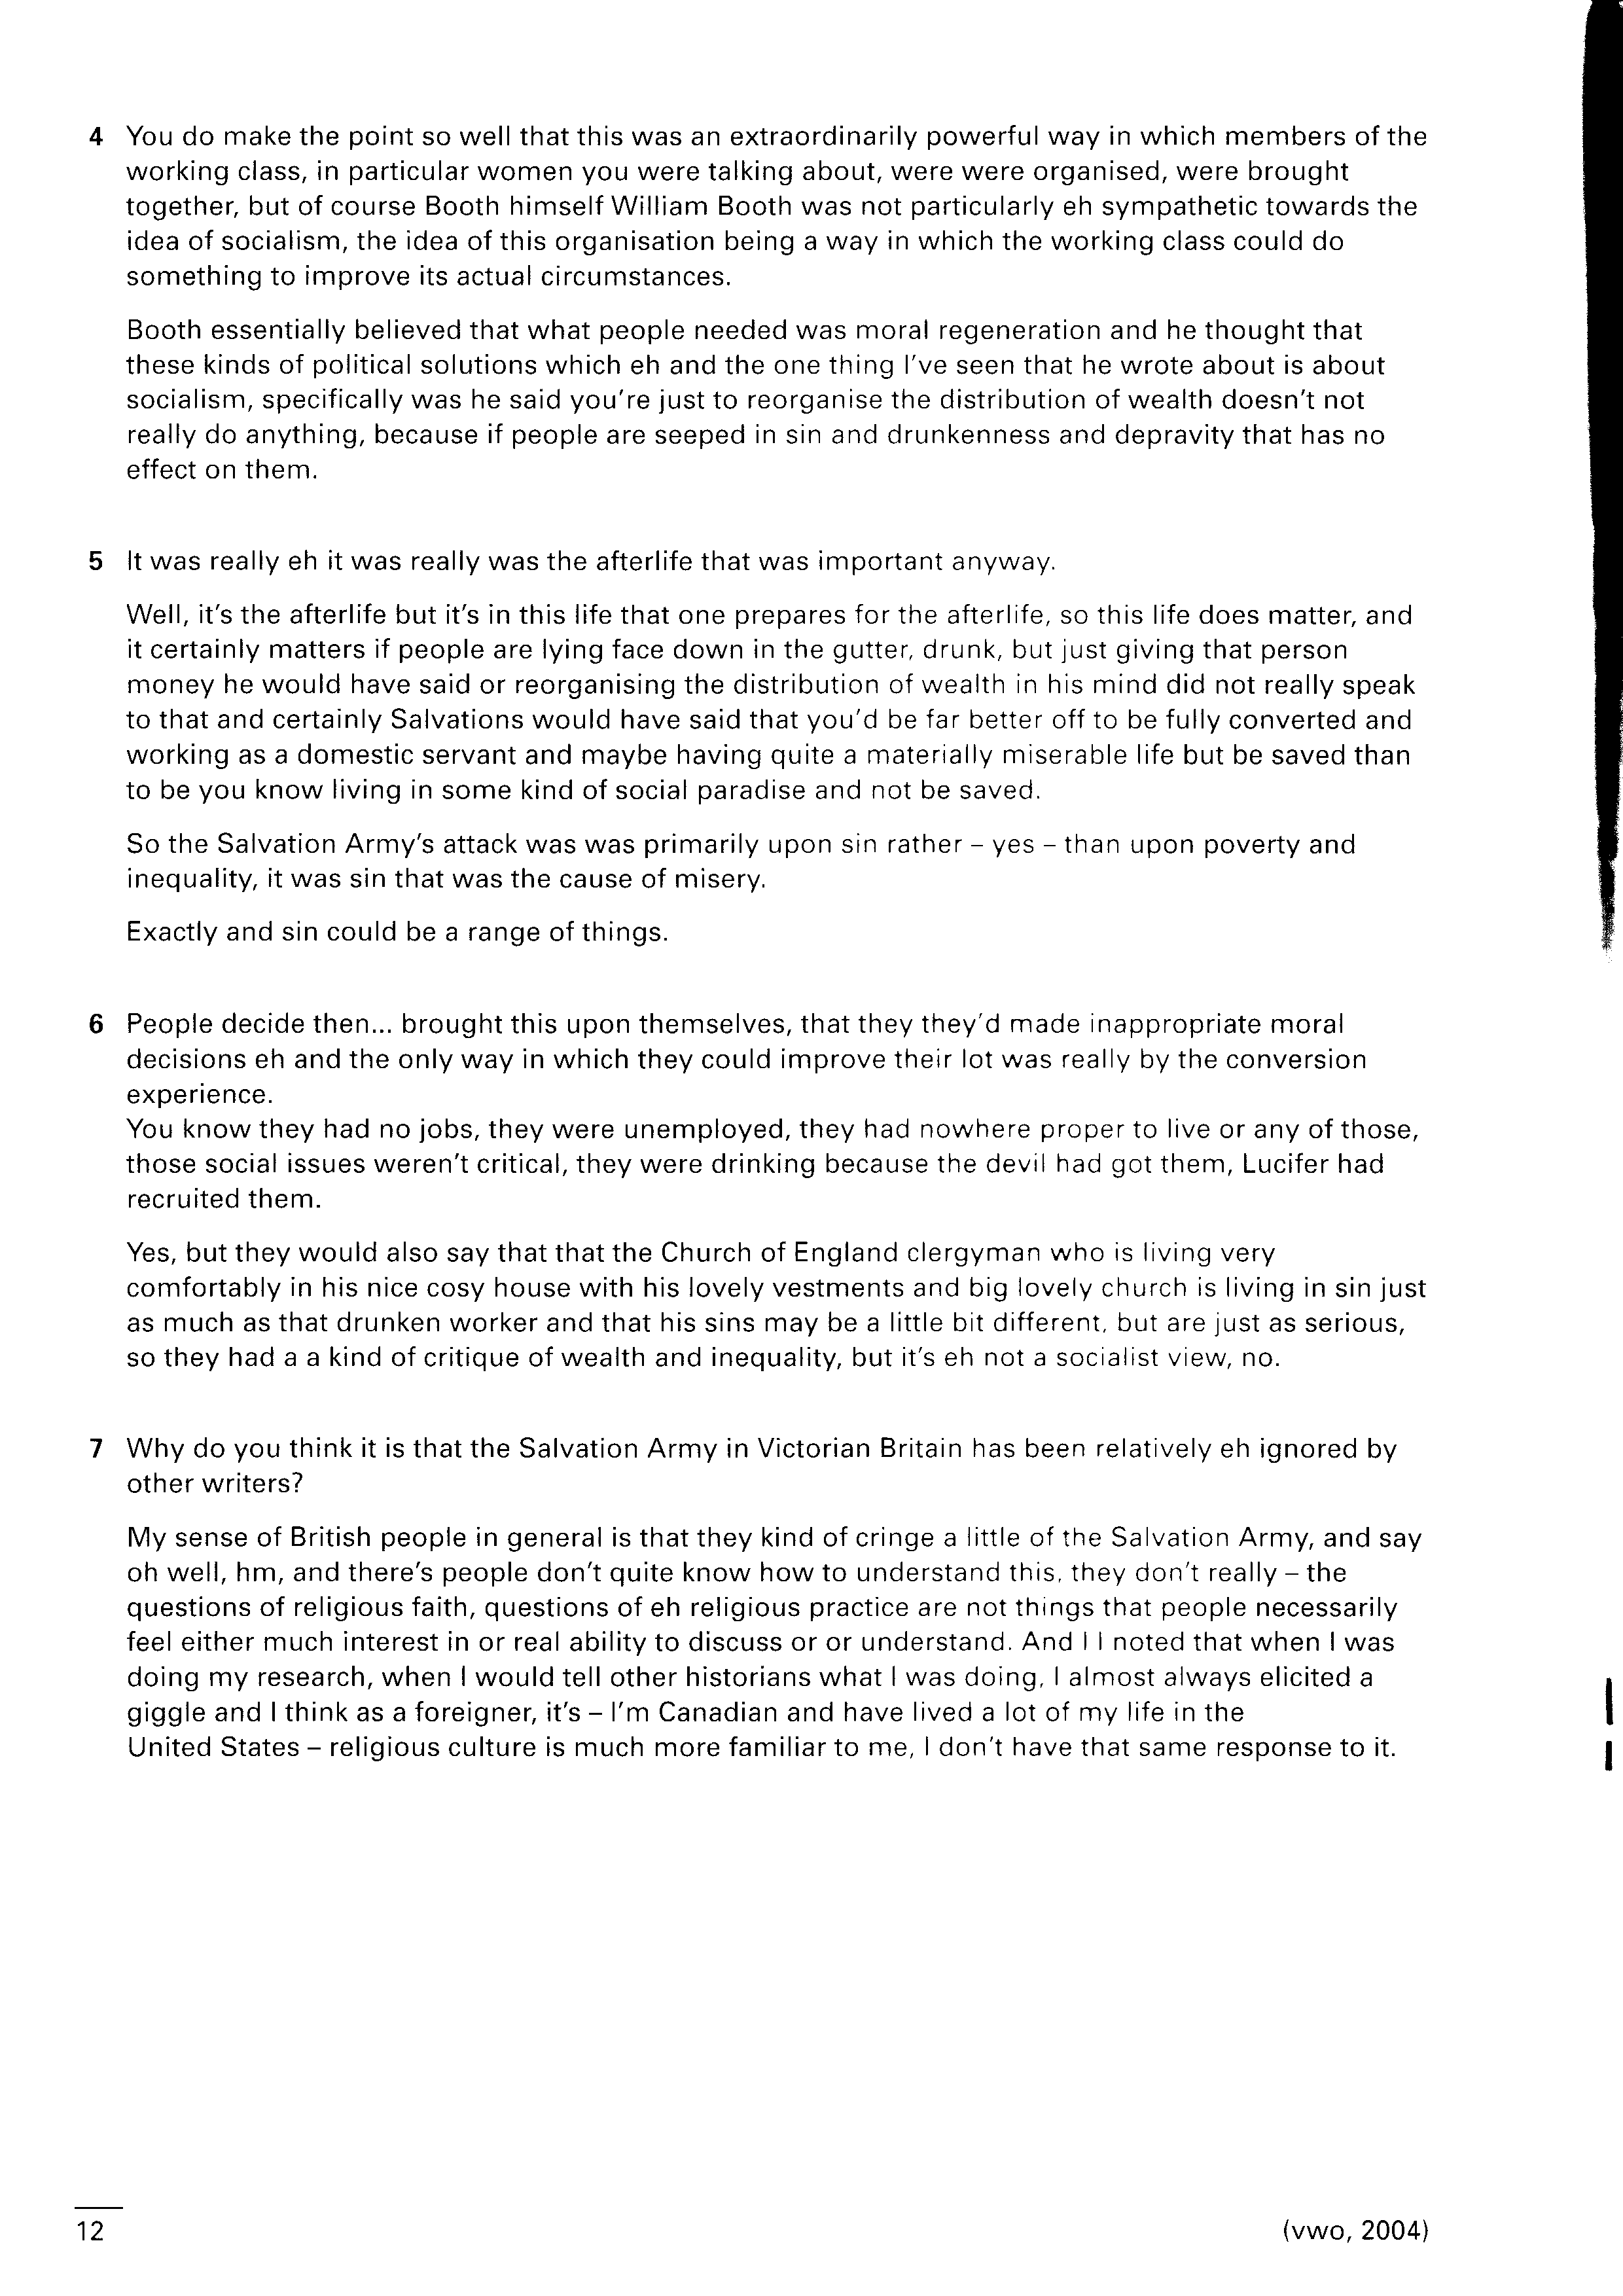 4 You do make the point so well that this was an extraordinarily powerful way in which members of the
working class, in particular women you were talking about, were were organised, were brought
together, but of course Booth himself William Booth was not particularly eh sympathetic towards the
idea of socialism, the idea of this organisation being a way in which the working class could do
something to improve its actual circumstances.
Booth essentially believed that what people needed was moral regeneration and he thought that
these kinds of political solutions which eh and the one thing I've seen that he wrote about is about
socialism, specifically was he said you're just to reorganise the distribution of wealth doesn't not
really do anything, because if people are seeped in sin and drunkenness and depravity that has no
effect on them.
5 It was really eh it was really was the afterlife that was important anyway.
Well, it's the afterlife but it's in this life that one prepares for the afterlife, so this life does matter, and
it certainly matters if people are lying face down in the gutter, drunk, but just giving that person
money he would have said or reorganising the distribution of wealth in his mind did not really speak
to that and certainly Salvations would have said that you'd be far better off to be fully converted and
working as a domestic servant and maybe having quite a materially miserable life but be saved than
to be you know living in some kind of social paradise and not be saved.
So the Salvation Army's attack was was primarily upon sin rather – yes – than upon poverty and
inequality, it was sin that was the cause of misery.
Exactly and sin could be a range of things.
6 People decide then... brought this upon themselves, that they they'd made inappropriate moral
decisions eh and the only way in which they could improve their lot was really by the conversion
experience.
You know they had no jobs, they were unemployed, they had nowhere proper to live or any of those,
those social issues weren't critical, they were drinking because the devil had got them, Lucifer had
recruited them.
Yes, but they would also say that that the Church of England clergyman who is living very
comfortably in his nice cosy house with his lovely vestments and big lovely church is living in sin just
as much as that drunken worker and that his sins may be a little bit different, but are just as serious,
so they had a a kind of critique of wealth and inequality, but it's eh not a socialist view, no.
7 Why do you think it is that the Salvation Army in Victorian Britain has been relatively eh ignored by
other writers?
My sense of British people in general is that they kind of cringe a little of the Salvation Army, and say
oh well, hm, and there's people don't quite know how to understand this, they don't really – the
questions of religious faith, questions of eh religious practice are not things that people necessarily
feel either much interest in or real ability to discuss or or understand. And I I noted that when I was
doing my research, when I would tell other historians what I was doing, I almost always elicited a
giggle and I think as a foreigner, it's – I'm Canadian and have lived a lot of my life in the
United States – religious culture is much more familiar to me, I don't have that same response to it.
12
(vwo, 2004)